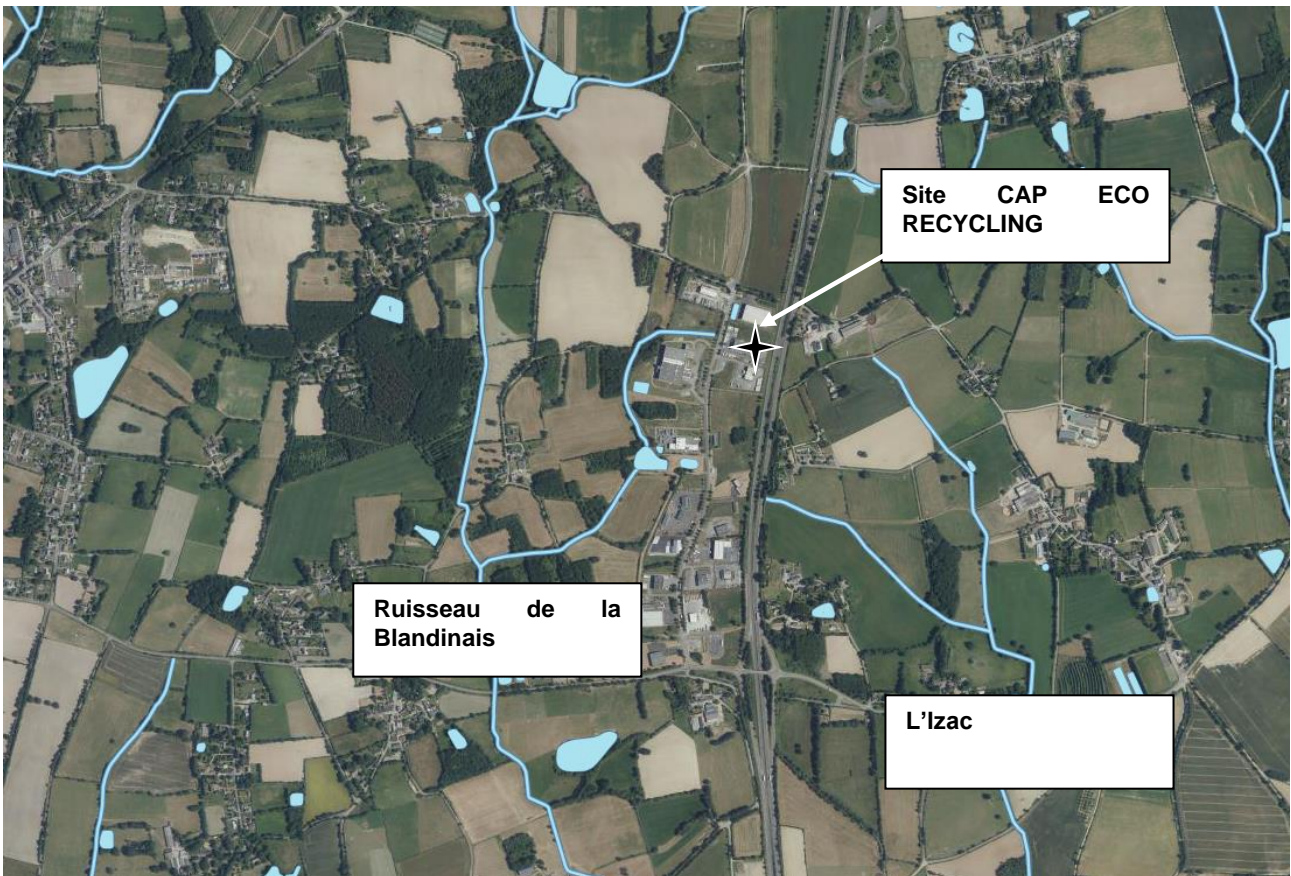 Site CAP ECO
RECYCLING
Ruisseau de la
Blandinais
L'Izac